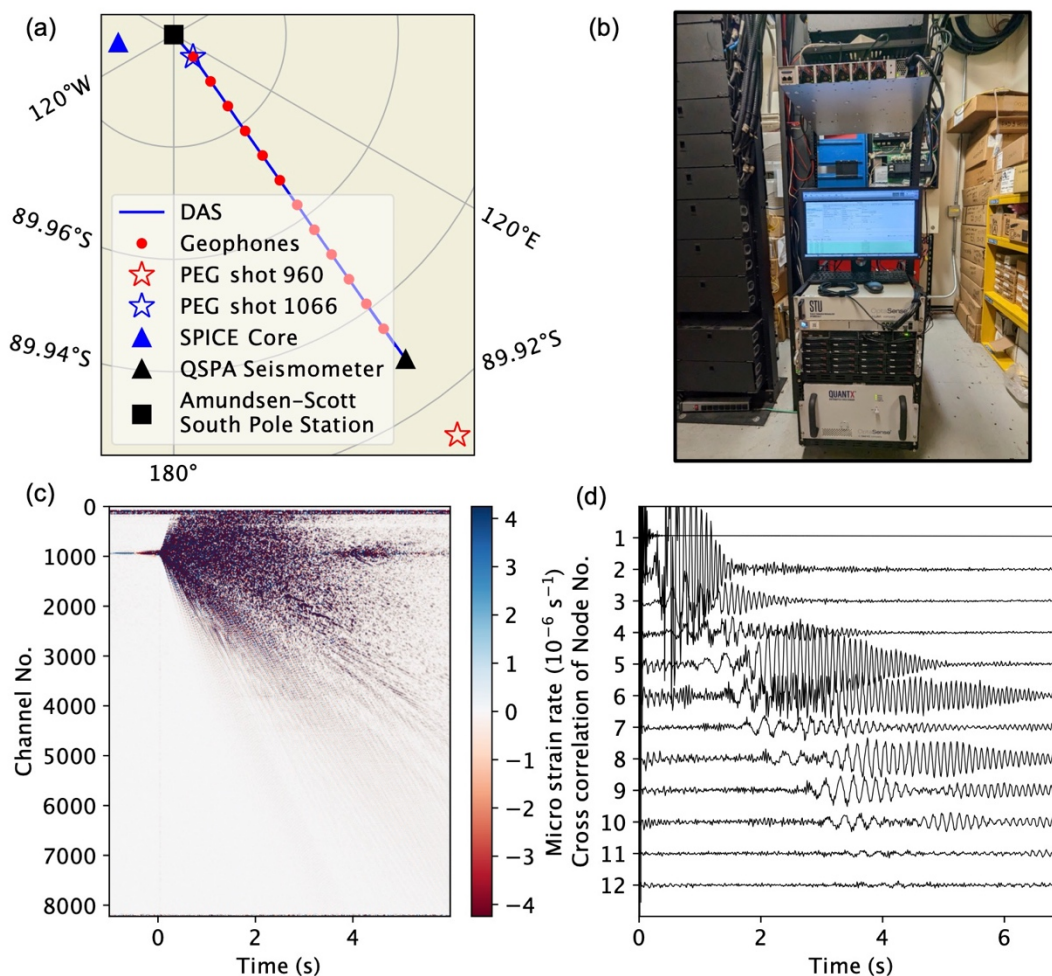 (a)
120°W
89.96°S
89.94°S
120°E
89.92°S
180°
DAS
Geophones
PEG shot 960
PEG shot 1066
SPICE Core
QSPA Seismometer
Amundsen-Scott
South Pole Station
(b)
STU
OptaSense
QUANTX
OptaSense
(c)
Channel No.
0
1000
2000
3000
4000
5000
6000
7000
8000
0
2
4
Time (s)
4
3
2
1
0
−1
−2
−3
−4
Micro strain rate (10⁻⁶ s⁻¹)
(d)
Cross correlation of Node No.
1
2
3
4
5
6
7
8
9
10
11
12
0
2
4
6
Time (s)